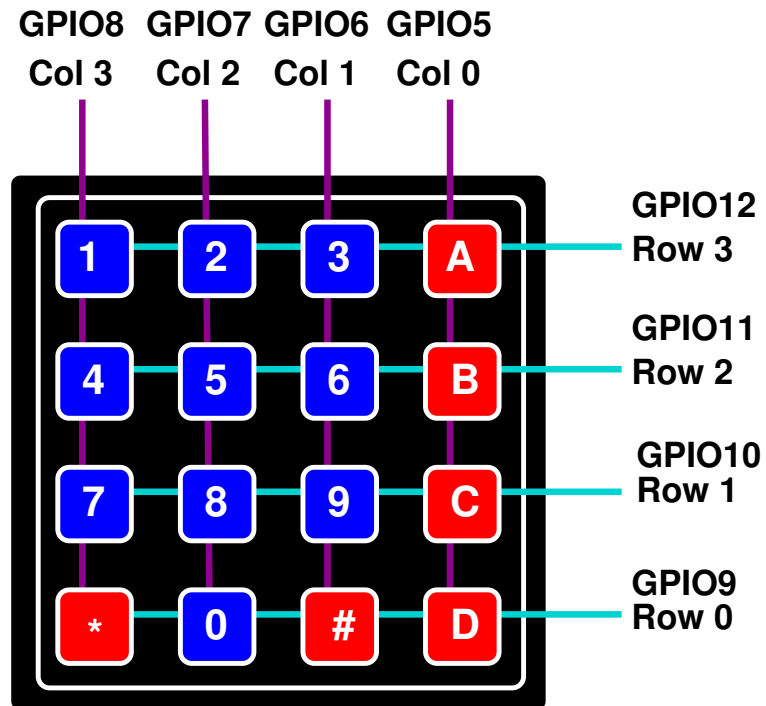 GPIO8 GPIO7 GPIO6 GPIO5
Col 3 Col 2 Col 1 Col 0
GPIO12
1 2 3 A Row 3
GPIO11
4 5 6 B Row 2
GPIO10
7 8 9 C Row 1
GPIO9
* 0 # D Row 0